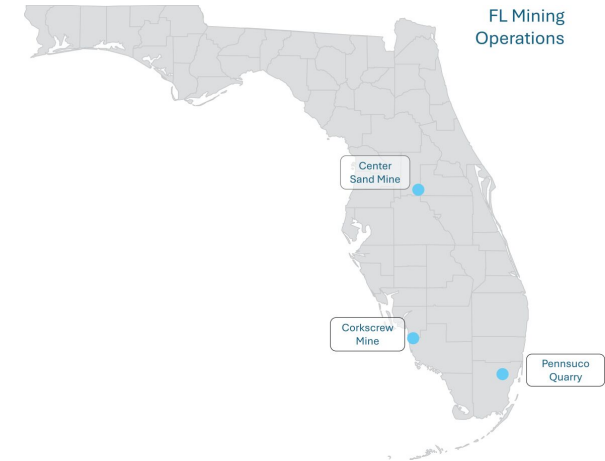 FL Mining
Operations
Center
Sand Mine
Corkscrew
Mine
Pennsuco
Quarry